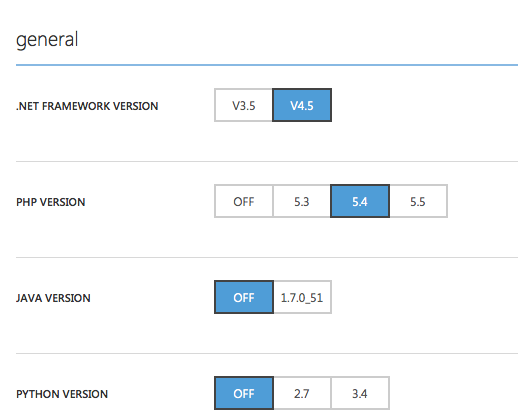 general
.NET FRAMEWORK VERSION V3.5 V4.5
PHP VERSION OFF 5.3 5.4 5.5
JAVA VERSION OFF 1.7.0_51
PYTHON VERSION OFF 2.7 3.4